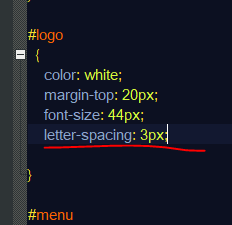 #logo
{
color: white;
margin-top: 20px;
font-size: 44px;
letter-spacing: 3px;
}
#menu